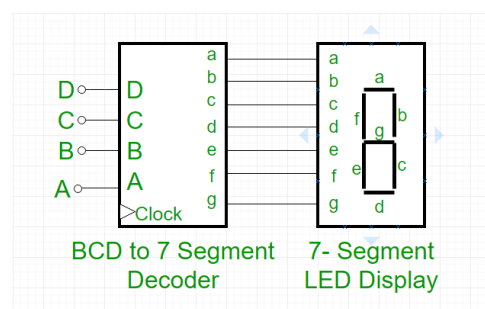 D
C
B
A
D
C
B
A
Clock
a
b
c
d
e
f
g
a
b
c
d
e
f
g
a
b
c
d
e
f
g
BCD to 7 Segment
Decoder
7- Segment
LED Display